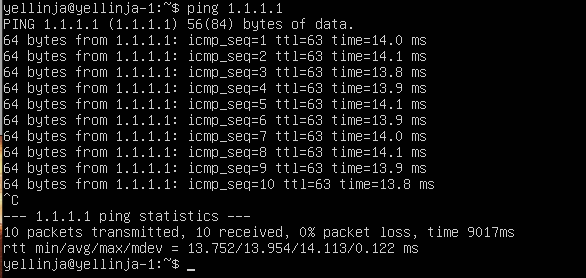 yellinja@yellinja-1:~$ ping 1.1.1.1
PING 1.1.1.1 (1.1.1.1) 56(84) bytes of data.
64 bytes from 1.1.1.1: icmp_seq=1 ttl=63 time=14.0 ms
64 bytes from 1.1.1.1: icmp_seq=2 ttl=63 time=14.1 ms
64 bytes from 1.1.1.1: icmp_seq=3 ttl=63 time=13.8 ms
64 bytes from 1.1.1.1: icmp_seq=4 ttl=63 time=13.9 ms
64 bytes from 1.1.1.1: icmp_seq=5 ttl=63 time=14.1 ms
64 bytes from 1.1.1.1: icmp_seq=6 ttl=63 time=13.9 ms
64 bytes from 1.1.1.1: icmp_seq=7 ttl=63 time=14.0 ms
64 bytes from 1.1.1.1: icmp_seq=8 ttl=63 time=14.1 ms
64 bytes from 1.1.1.1: icmp_seq=9 ttl=63 time=13.9 ms
64 bytes from 1.1.1.1: icmp_seq=10 ttl=63 time=13.8 ms
^C
--- 1.1.1.1 ping statistics ---
10 packets transmitted, 10 received, 0% packet loss, time 9017ms
rtt min/avg/max/mdev = 13.752/13.954/14.113/0.122 ms
yellinja@yellinja-1:~$ _